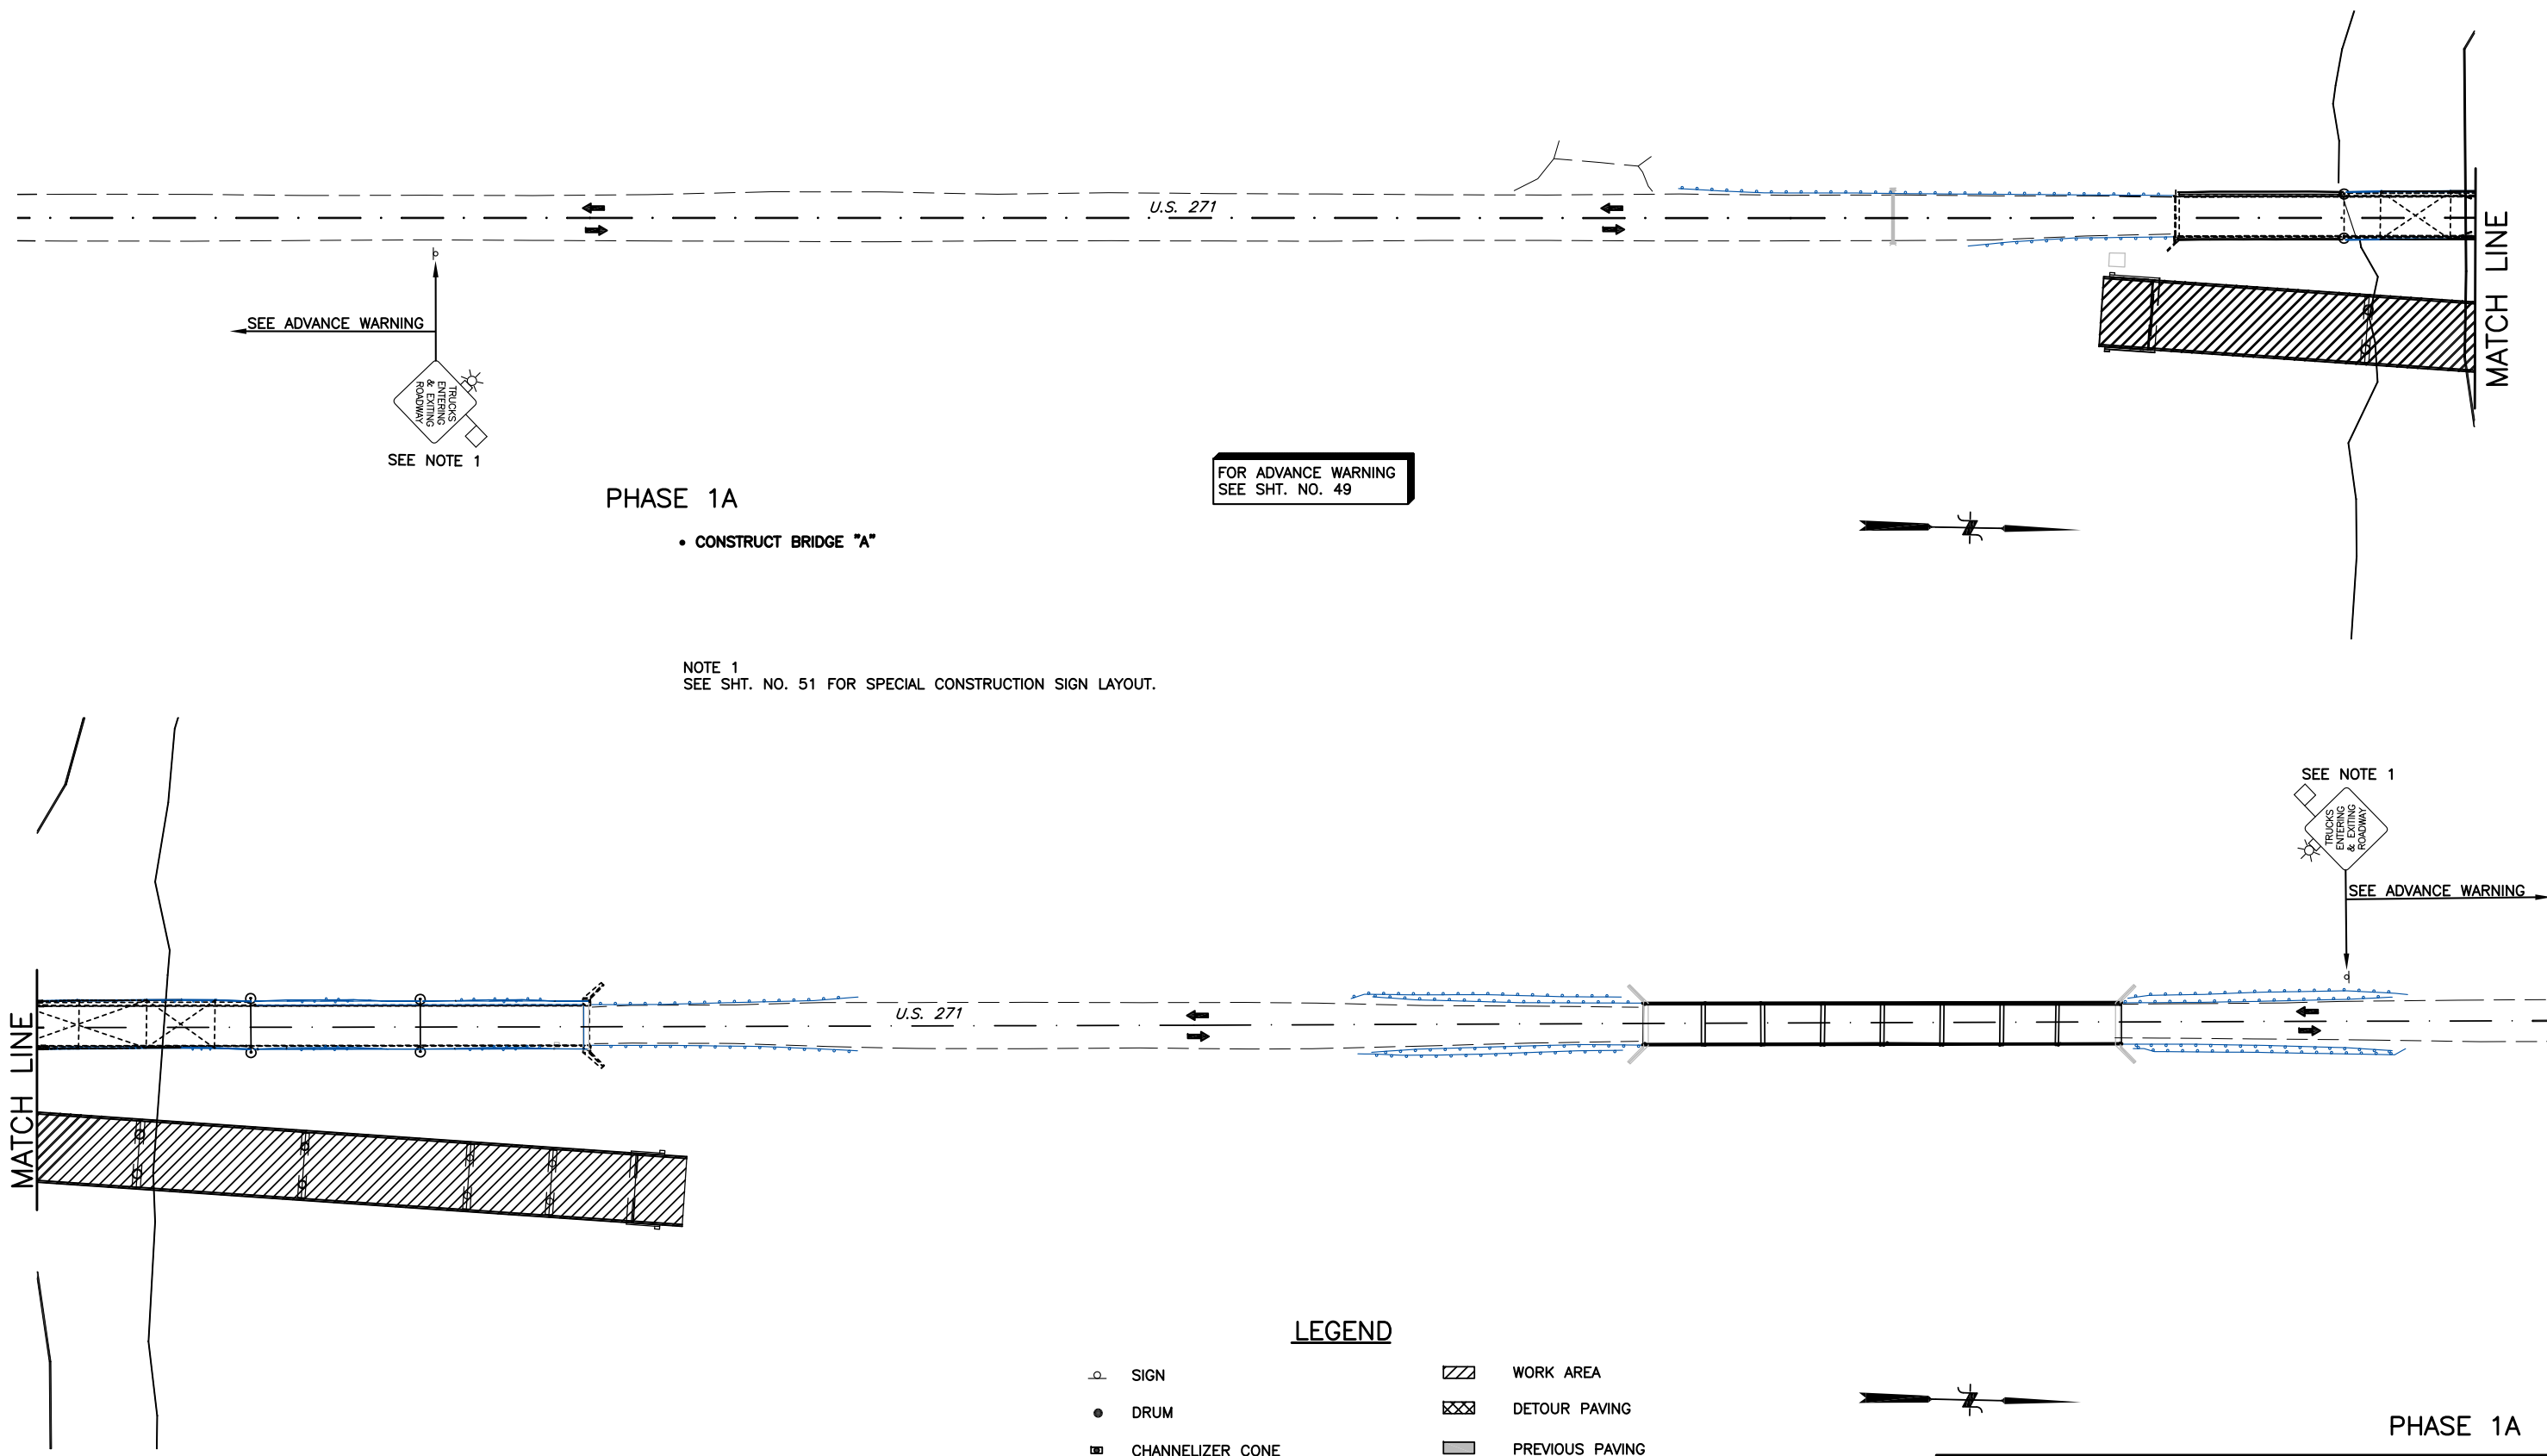 U.S. 271
MATCH LINE
SEE ADVANCE WARNING
TRUCKS
ENTERING
& EXITING
ROADWAY
SEE NOTE 1
FOR ADVANCE WARNING
SEE SHT. NO. 49
PHASE 1A
• CONSTRUCT BRIDGE "A"
NOTE 1
SEE SHT. NO. 51 FOR SPECIAL CONSTRUCTION SIGN LAYOUT.
SEE NOTE 1
TRUCKS
ENTERING
& EXITING
ROADWAY
SEE ADVANCE WARNING
MATCH LINE
U.S. 271
LEGEND
SIGN
WORK AREA
DRUM
DETOUR PAVING
CHANNELIZER CONE
PREVIOUS PAVING
PHASE 1A